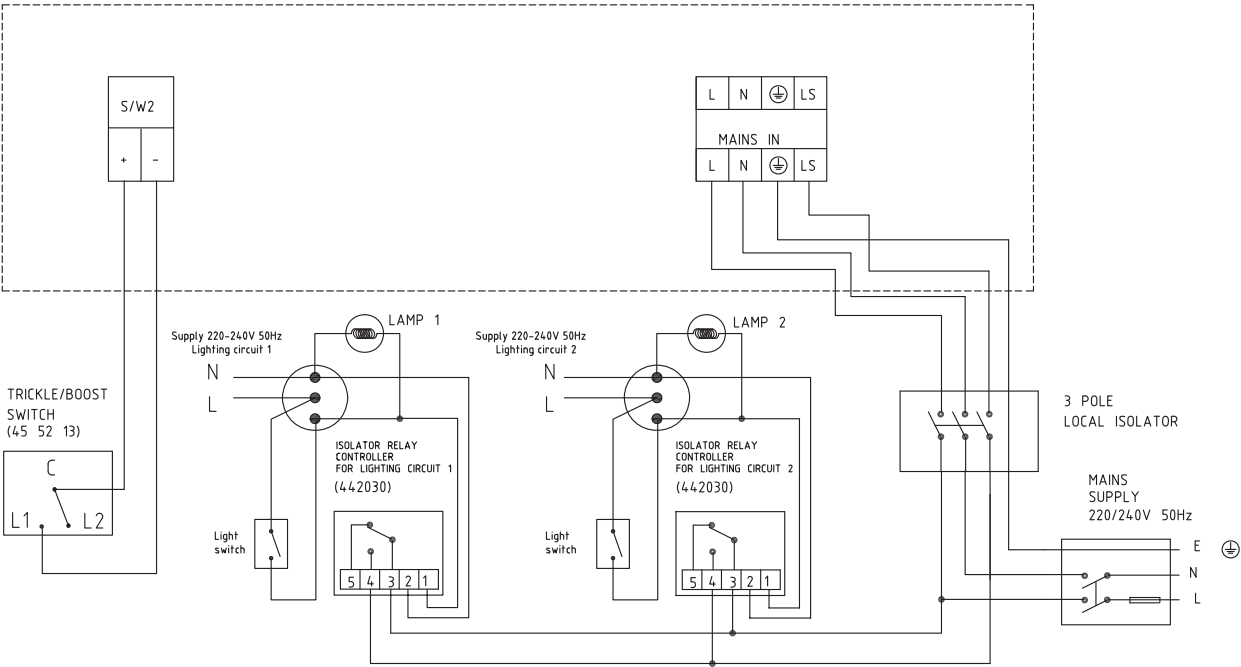 S/W2
+ -
L N LS
MAINS IN
L N LS
LAMP 1
Supply 220-240V 50Hz
Lighting circuit 1
N
L
LAMP 2
Supply 220-240V 50Hz
Lighting circuit 2
N
L
TRICKLE/BOOST
SWITCH
(45 52 13)
C
L1 L2
ISOLATOR RELAY
CONTROLLER
FOR LIGHTING CIRCUIT 1
(442030)
Light
switch
5 4 3 2 1
ISOLATOR RELAY
CONTROLLER
FOR LIGHTING CIRCUIT 2
(442030)
Light
switch
5 4 3 2 1
3 POLE
LOCAL ISOLATOR
MAINS
SUPPLY
220/240V 50Hz
E
N
L